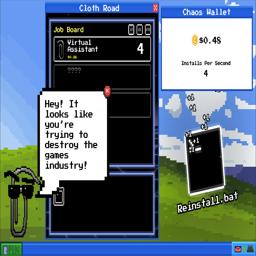 Cloth Road
Chaos Wallet
Job Board
Virtual
Assistant
4
????
$0.48
Installs Per Second
4
Hey! It
looks like
you're
trying to
destroy the
games
industry!
Reinstall.bat